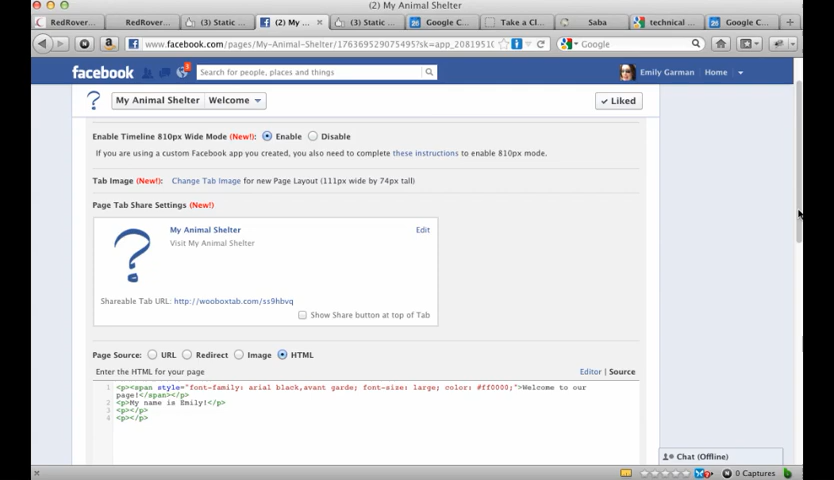 (2) My Animal Shelter
RedRover...
RedRover...
(3) Static ...
(2) My ...
(3) Static ...
Google C...
Take a Cl...
Saba
technical ...
Google C...
www.facebook.com/pages/My-Animal-Shelter/176369529075495?sk=app_20819510
Google
facebook
3
Search for people, places and things
Emily Garman
Home
My Animal Shelter
Welcome
Liked
Enable Timeline 810px Wide Mode (New!): Enable Disable
If you are using a custom Facebook app you created, you also need to complete these instructions to enable 810px mode.
Tab Image (New!): Change Tab Image for new Page Layout (111px wide by 74px tall)
Page Tab Share Settings (New!)
My Animal Shelter
Edit
Visit My Animal Shelter
Shareable Tab URL: http://wooboxtab.com/ss9hbvq
Show Share button at top of Tab
Page Source: URL Redirect Image HTML
Enter the HTML for your page
Editor | Source
1 <p><span style="font-family: arial black,avant garde; font-size: large; color: #ff0000;">Welcome to our
page!</span></p>
2 <p>My name is Emily!</p>
3 <p></p>
4 <p></p>
Chat (Offline)
0 Captures